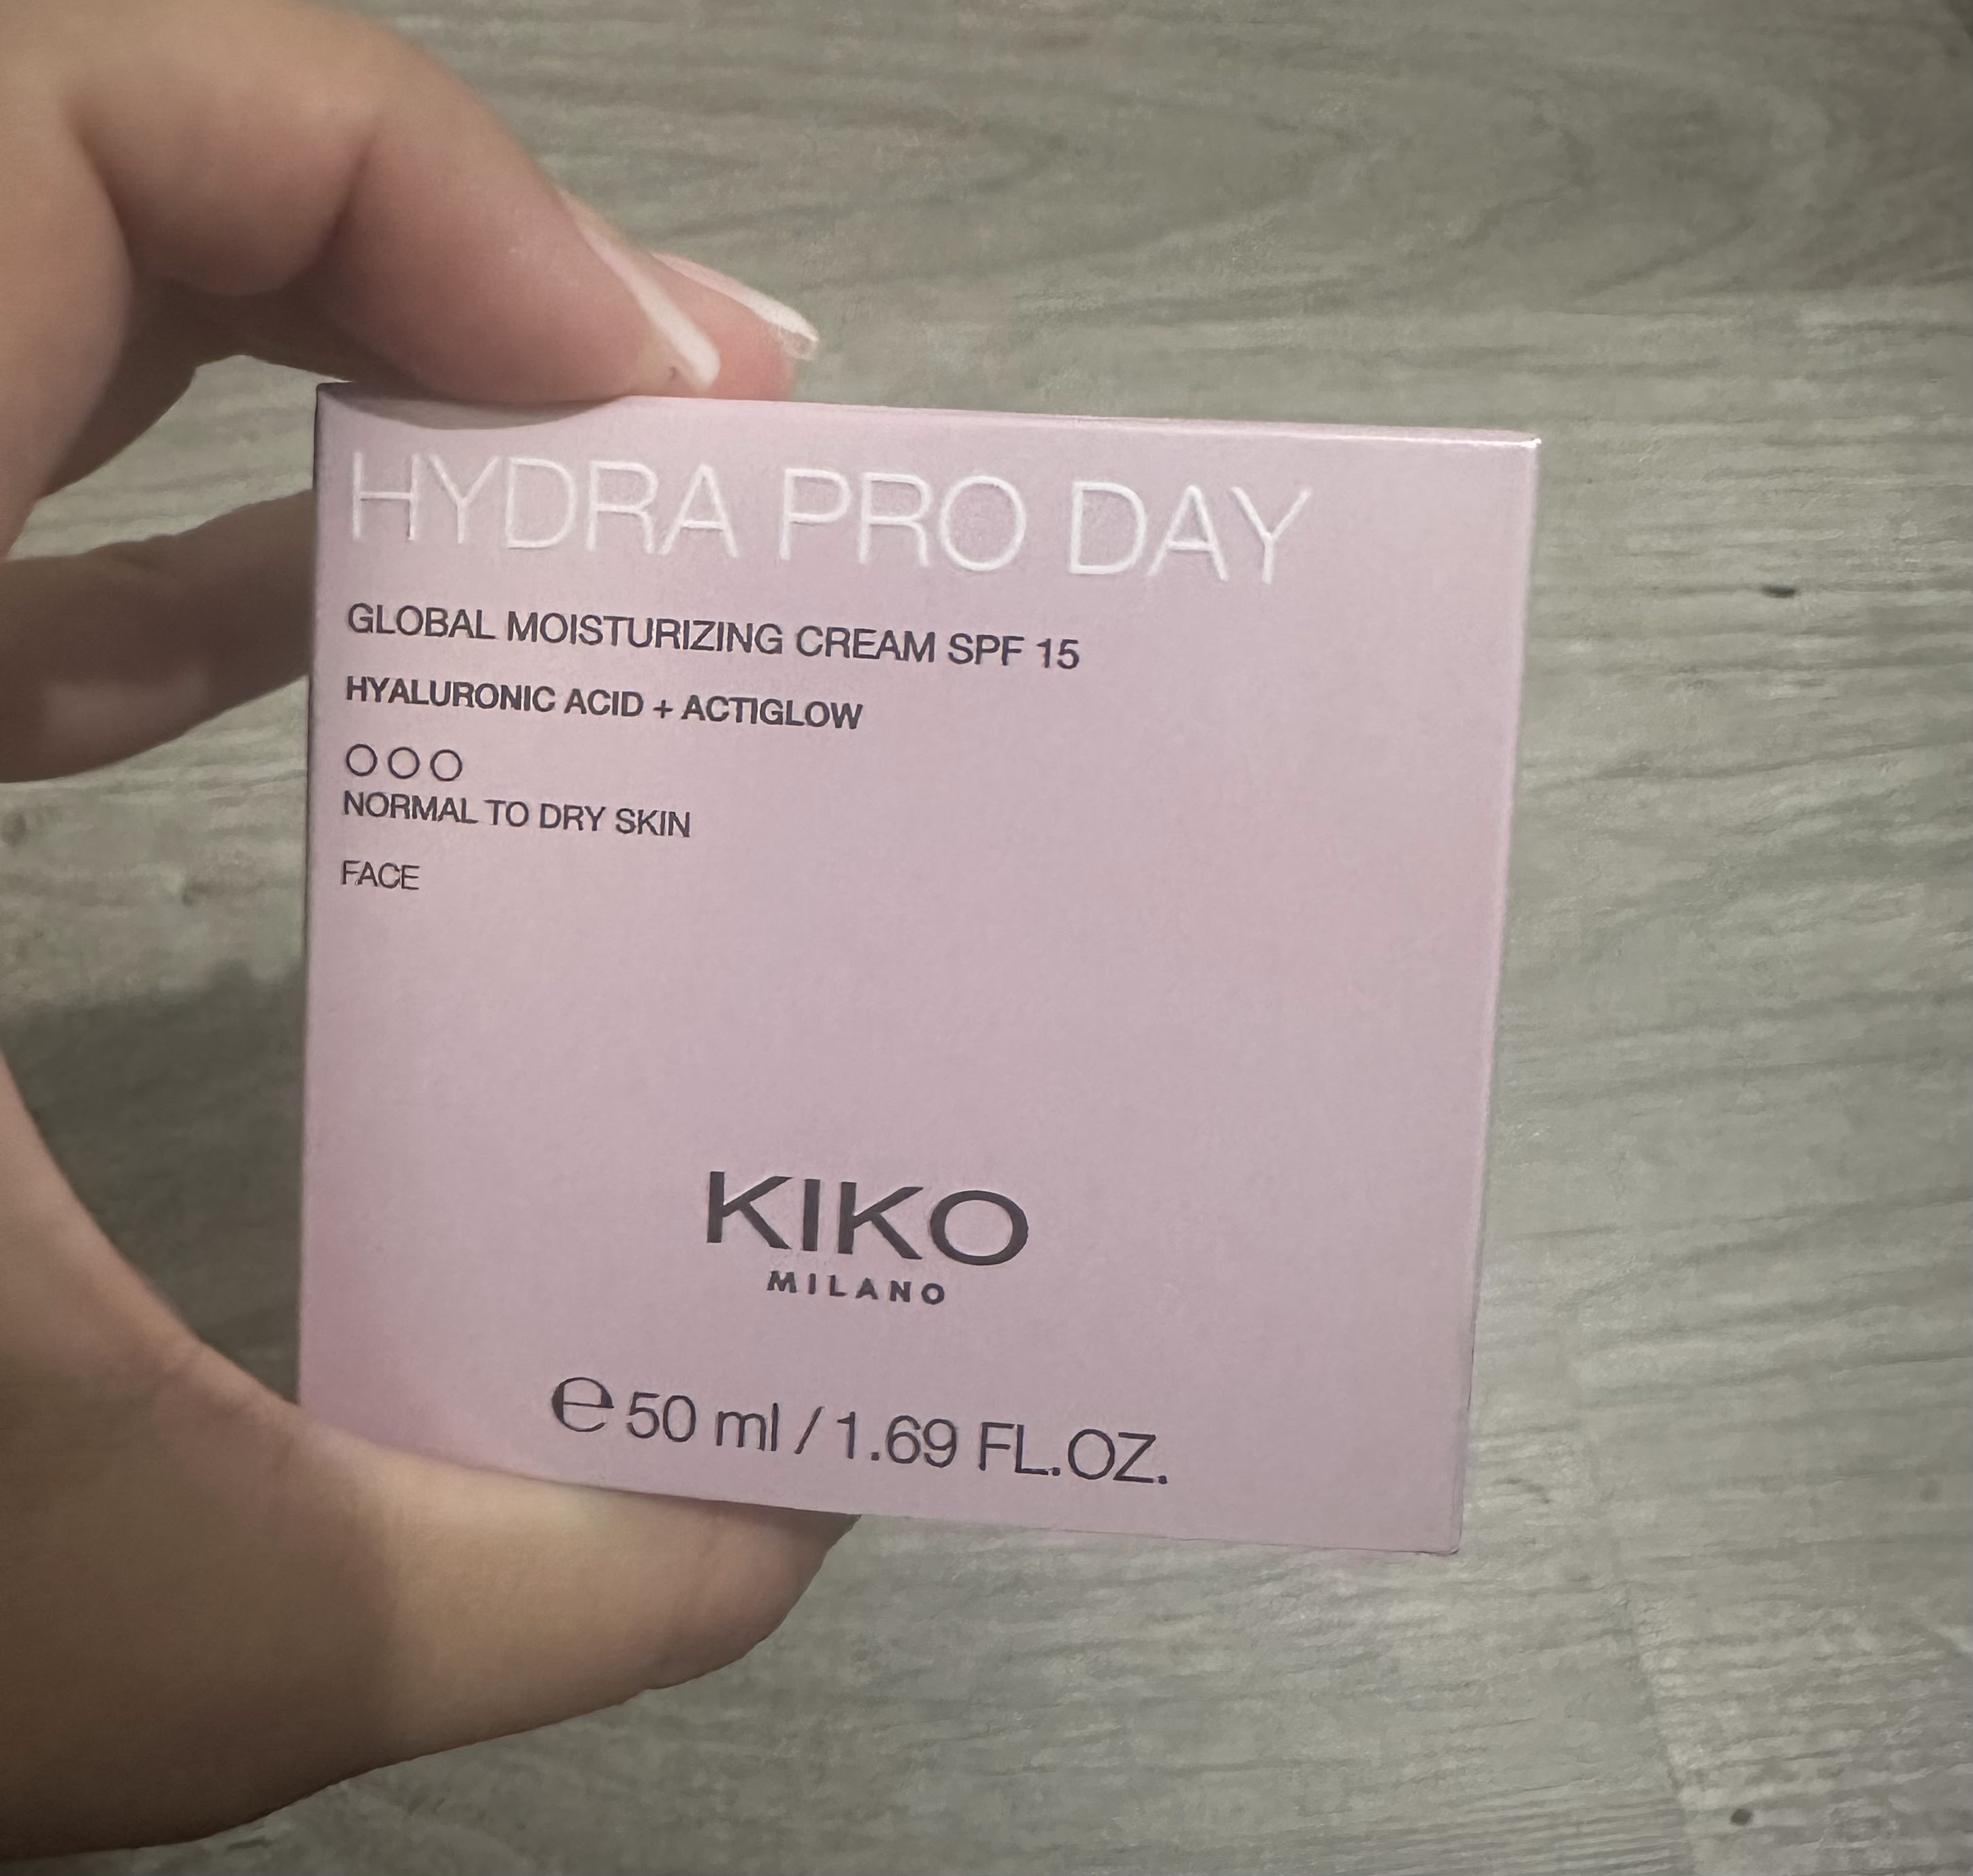 HYDRA PRO DAY
GLOBAL MOISTURIZING CREAM SPF 15
HYALURONIC ACID + ACTIGLOW
NORMAL TO DRY SKIN
FACE
KIKO
MILANO
℮ 50 ml / 1.69 FL.OZ.